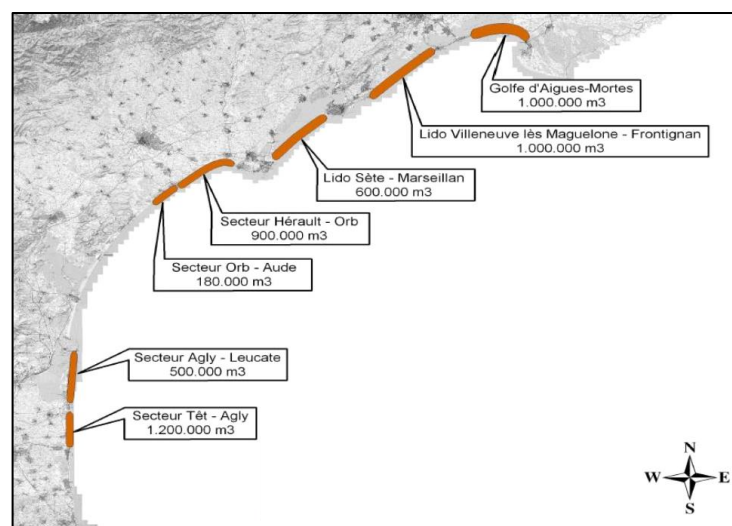 Golfe d'Aigues-Mortes
1.000.000 m3
Lido Villeneuve lès Maguelone - Frontignan
1.000.000 m3
Lido Sète - Marseillan
600.000 m3
Secteur Hérault - Orb
900.000 m3
Secteur Orb - Aude
180.000 m3
Secteur Agly - Leucate
500.000 m3
Secteur Têt - Agly
1.200.000 m3
N
W
E
S